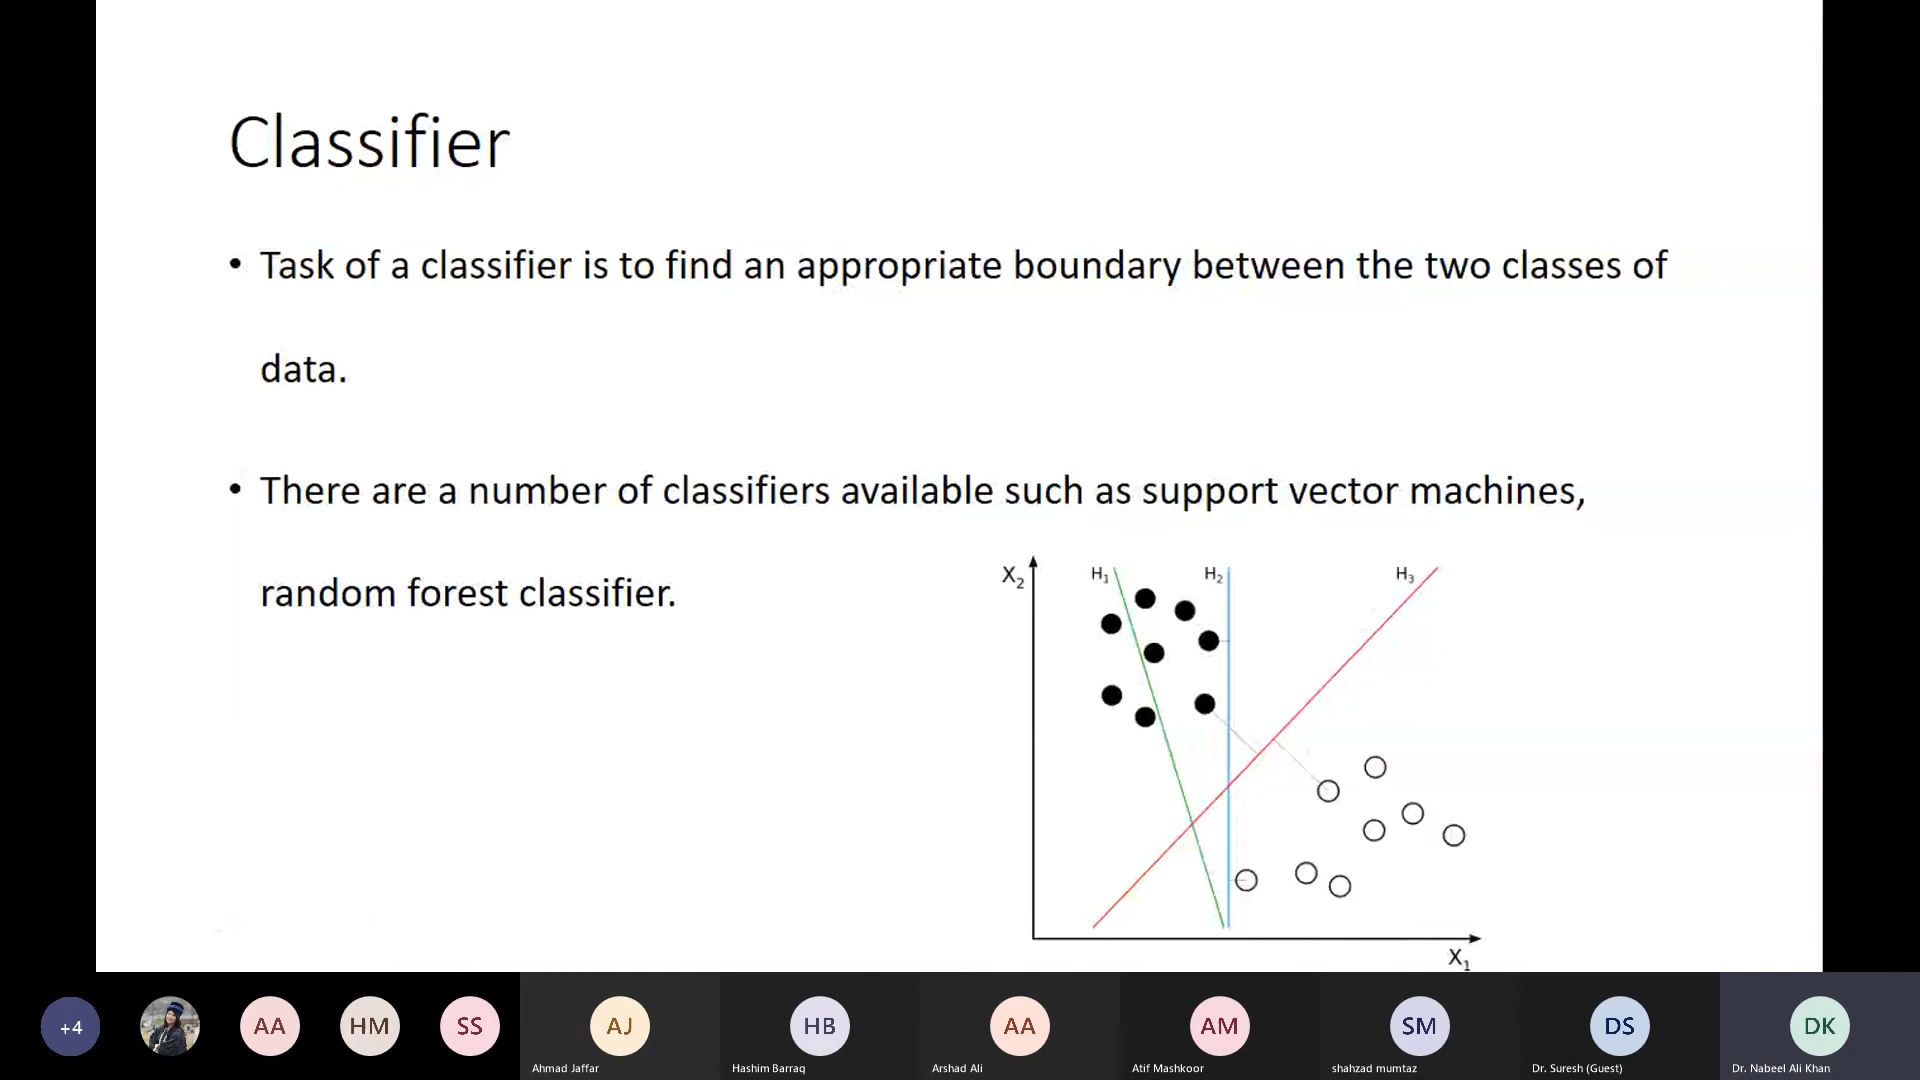 Classifier
• Task of a classifier is to find an appropriate boundary between the two classes of
data.
• There are a number of classifiers available such as support vector machines,
random forest classifier.
X₂
H₁
H₂
H₃
X₁
+4
AA
HM
SS
AJ
HB
AA
AM
SM
DS
DK
Ahmad Jaffar
Hashim Barraq
Arshad Ali
Atif Mashkoor
shahzad mumtaz
Dr. Suresh (Guest)
Dr. Nabeel Ali Khan